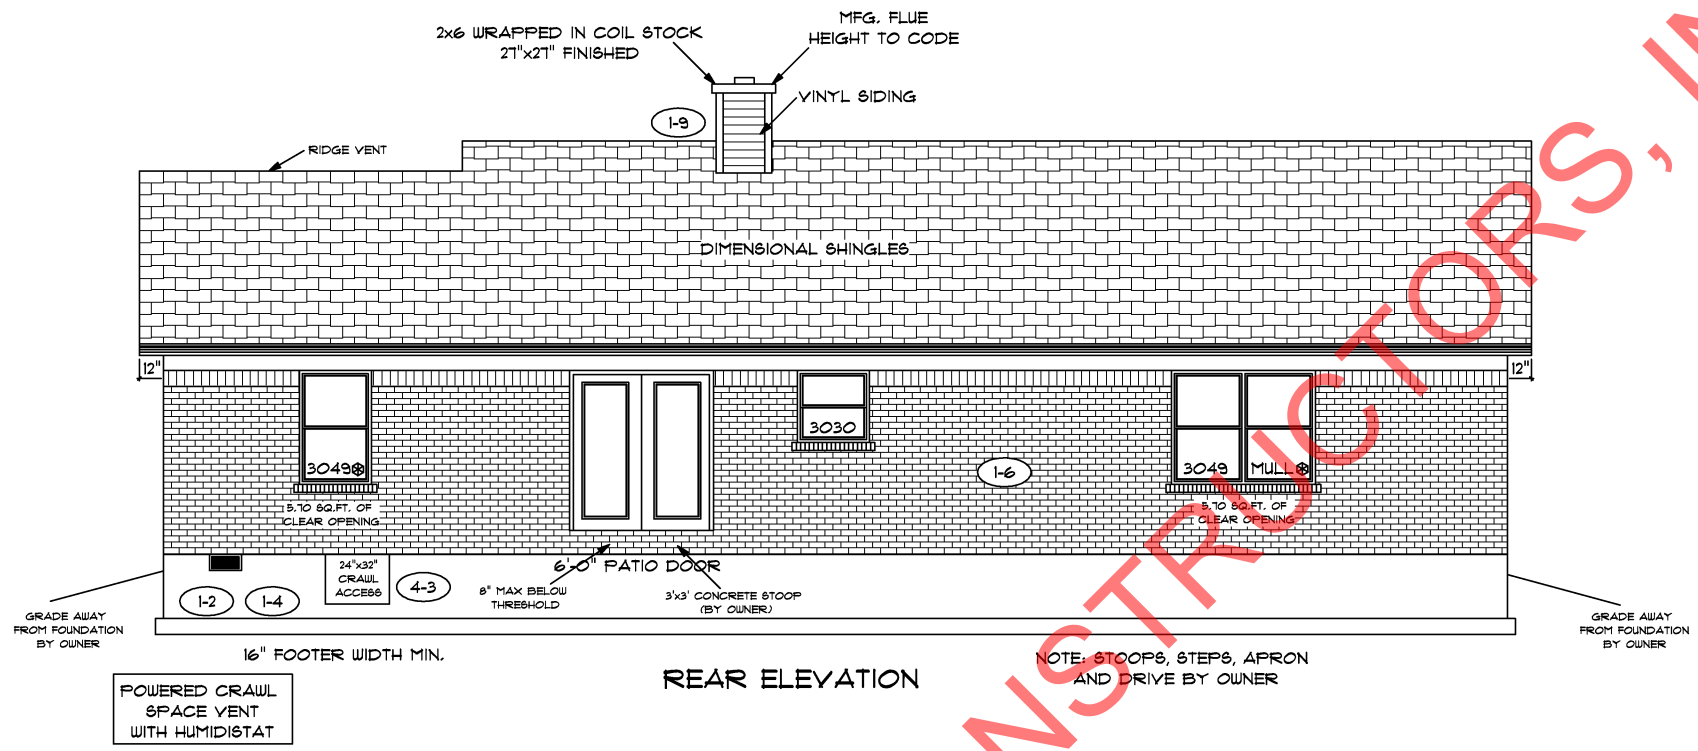 MFG. FLUE
HEIGHT TO CODE
2x6 WRAPPED IN COIL STOCK
27"x27" FINISHED
VINYL SIDING
1-9
RIDGE VENT
DIMENSIONAL SHINGLES
12"
12"
3049
5.70 SQ.FT. OF
CLEAR OPENING
3030
1-6
3049 MULL
5.70 SQ.FT. OF
CLEAR OPENING
24"x32"
CRAWL
ACCESS
4-3
1-2
1-4
6'-0" PATIO DOOR
8" MAX BELOW
THRESHOLD
3'x3' CONCRETE STOOP
(BY OWNER)
GRADE AWAY
FROM FOUNDATION
BY OWNER
GRADE AWAY
FROM FOUNDATION
BY OWNER
16" FOOTER WIDTH MIN.
REAR ELEVATION
NOTE: STOOPS, STEPS, APRON
AND DRIVE BY OWNER
POWERED CRAWL
SPACE VENT
WITH HUMIDISTAT
NSTRUCTORS, IN